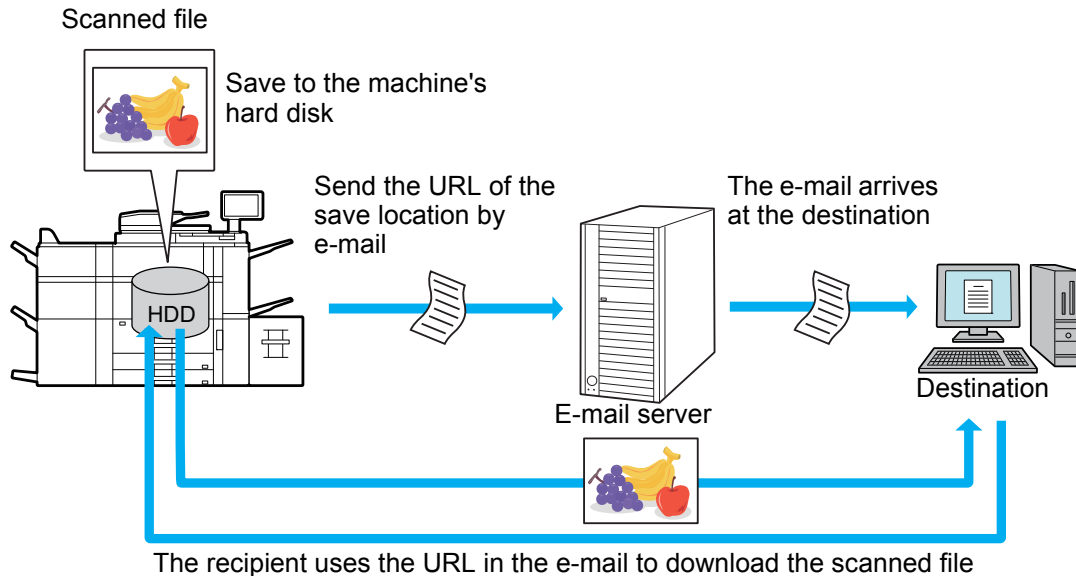 Scanned file
Save to the machine's
hard disk
Send the URL of the
save location by
e-mail
The e-mail arrives
at the destination
HDD
E-mail server
Destination
The recipient uses the URL in the e-mail to download the scanned file